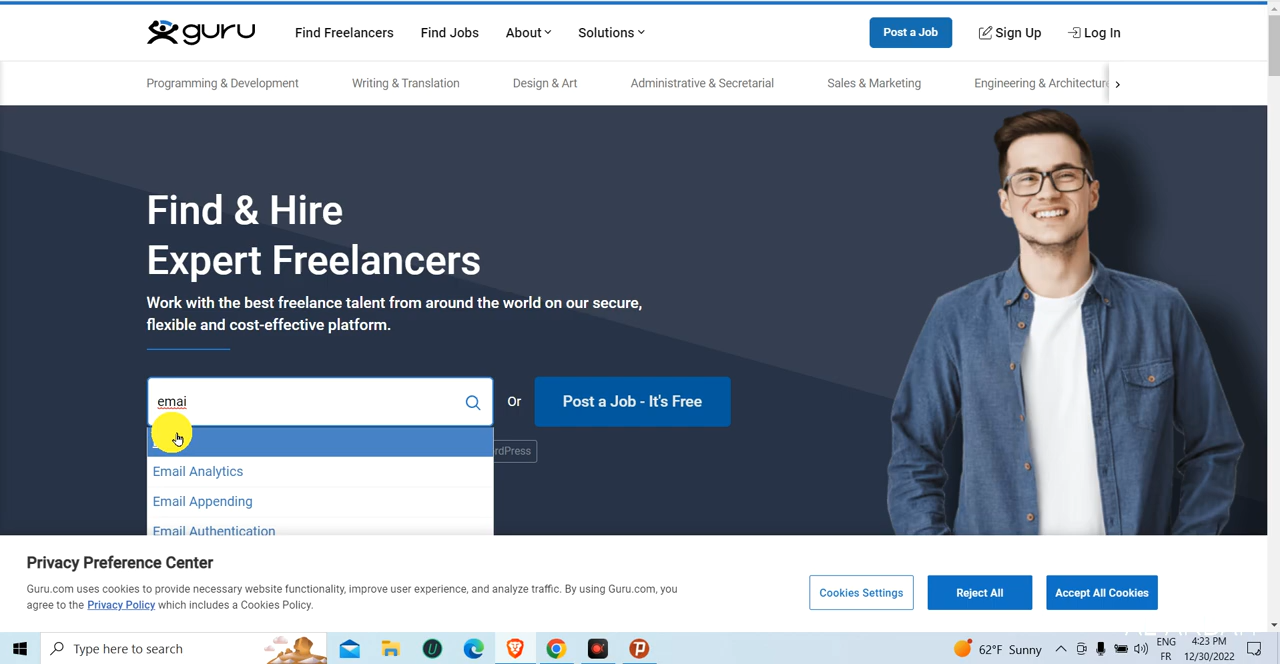 guru
Find Freelancers
Find Jobs
About
Solutions
Post a Job
Sign Up
Log In
Programming & Development
Writing & Translation
Design & Art
Administrative & Secretarial
Sales & Marketing
Engineering &
Find & Hire
Expert Freelancers
Work with the best freelance talent from around the world on our secure,
flexible and cost-effective platform.
emai
Or
Post a Job - It's Free
rdPress
Email Analytics
Email Appending
Email Authentication
Privacy Preference Center
Guru.com uses cookies to provide necessary website functionality, improve user experience, and analyze traffic. By using Guru.com, you
agree to the Privacy Policy which includes a Cookies Policy.
Cookies Settings
Reject All
Accept All Cookies
Type here to search
62°F Sunny
ENG
FR
4:23 PM
12/30/2022